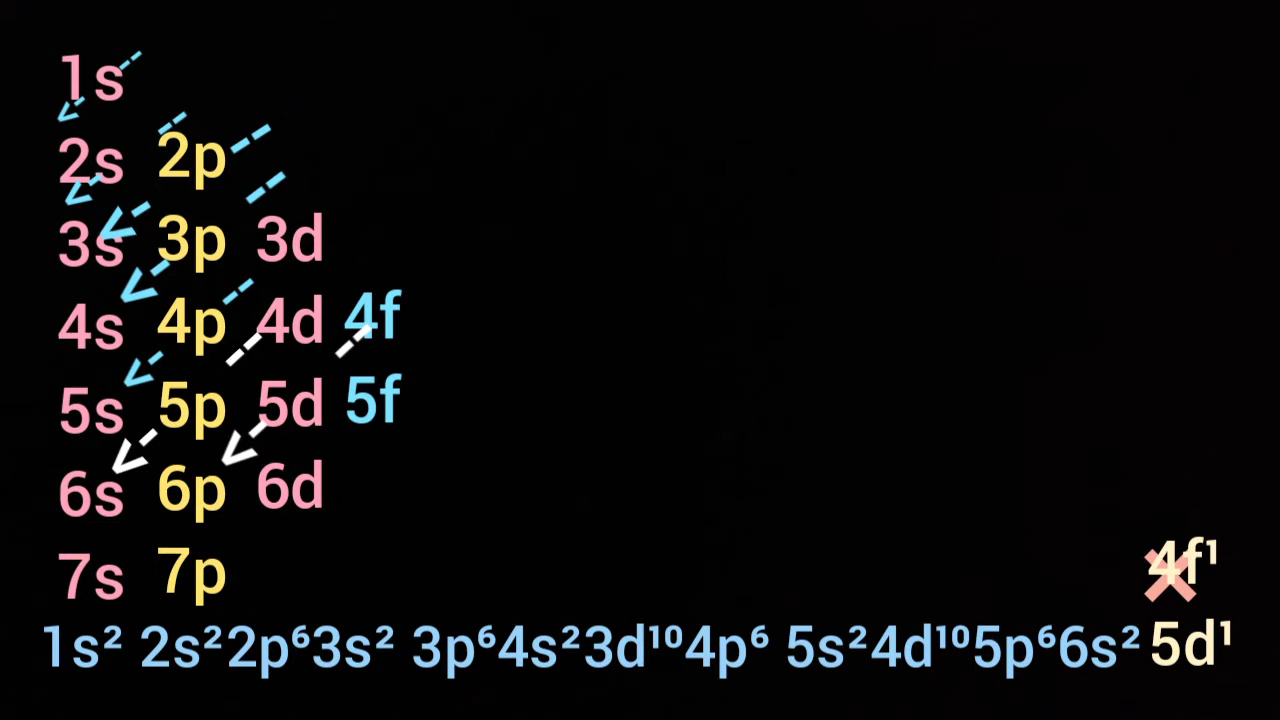 1s
2s 2p
3s 3p 3d
4s 4p 4d 4f
5s 5p 5d 5f
6s 6p 6d
7s 7p
4f¹
1s² 2s²2p⁶3s² 3p⁶4s²3d¹⁰4p⁶ 5s²4d¹⁰5p⁶6s² 5d¹